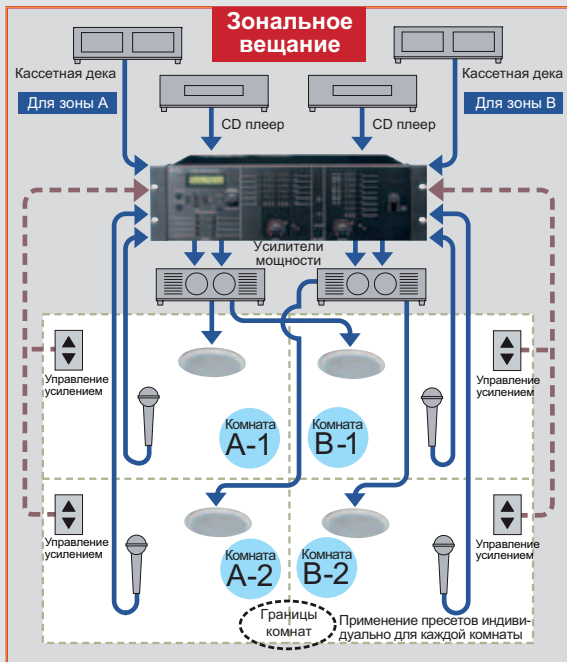 Зональное
вещание
Кассетная дека
Кассетная дека
Для зоны А
Для зоны В
CD плеер
CD плеер
Усилители
мощности
Управление
усилением
Управление
усилением
Комната
А-1
Комната
В-1
Управление
усилением
Управление
усилением
Комната
А-2
Комната
В-2
Границы
комнат
Применение пресетов индиви-
дуально для каждой комнаты